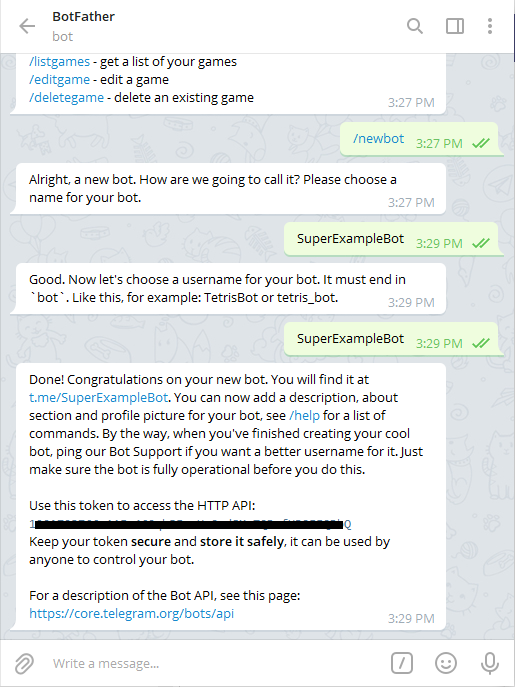 BotFather
bot
/listgames - get a list of your games
/editgame - edit a game
/deletegame - delete an existing game
3:27 PM
/newbot
3:27 PM
Alright, a new bot. How are we going to call it? Please choose a
name for your bot.
3:27 PM
SuperExampleBot
3:29 PM
Good. Now let's choose a username for your bot. It must end in
`bot`. Like this, for example: TetrisBot or tetris_bot.
3:29 PM
SuperExampleBot
3:29 PM
Done! Congratulations on your new bot. You will find it at
t.me/SuperExampleBot. You can now add a description, about
section and profile picture for your bot, see /help for a list of
commands. By the way, when you've finished creating your cool
bot, ping our Bot Support if you want a better username for it. Just
make sure the bot is fully operational before you do this.
Use this token to access the HTTP API:
Keep your token secure and store it safely, it can be used by
anyone to control your bot.
For a description of the Bot API, see this page:
https://core.telegram.org/bots/api
3:29 PM
Write a message...